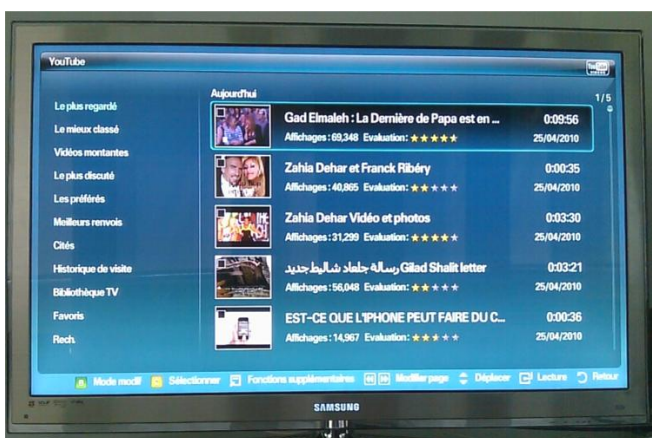 YouTube
You Tube
Aujourd'hui
1/5
Le plus regardé
Le mieux classé
Vidéos montantes
Le plus discuté
Les préférés
Meilleurs renvois
Cités
Historique de visite
Bibliothèque TV
Favoris
Rech.
Gad Elmaleh : La Dernière de Papa est en ... 0:09:56
Affichages : 69,348 Evaluation : 25/04/2010
Zahia Dehar et Franck Ribéry 0:00:35
Affichages : 40,865 Evaluation : 25/04/2010
Zahia Dehar Vidéo et photos 0:03:30
Affichages : 31,299 Evaluation : 25/04/2010
رسالة جلعاد شاليط جديد Gilad Shalit letter 0:03:21
Affichages : 56,048 Evaluation : 25/04/2010
EST-CE QUE L'IPHONE PEUT FAIRE DU C... 0:00:36
Affichages : 14,967 Evaluation : 25/04/2010
Mode modif Sélectionner Fonctions supplémentaires Modifier page Déplacer Lecture Retour
SAMSUNG